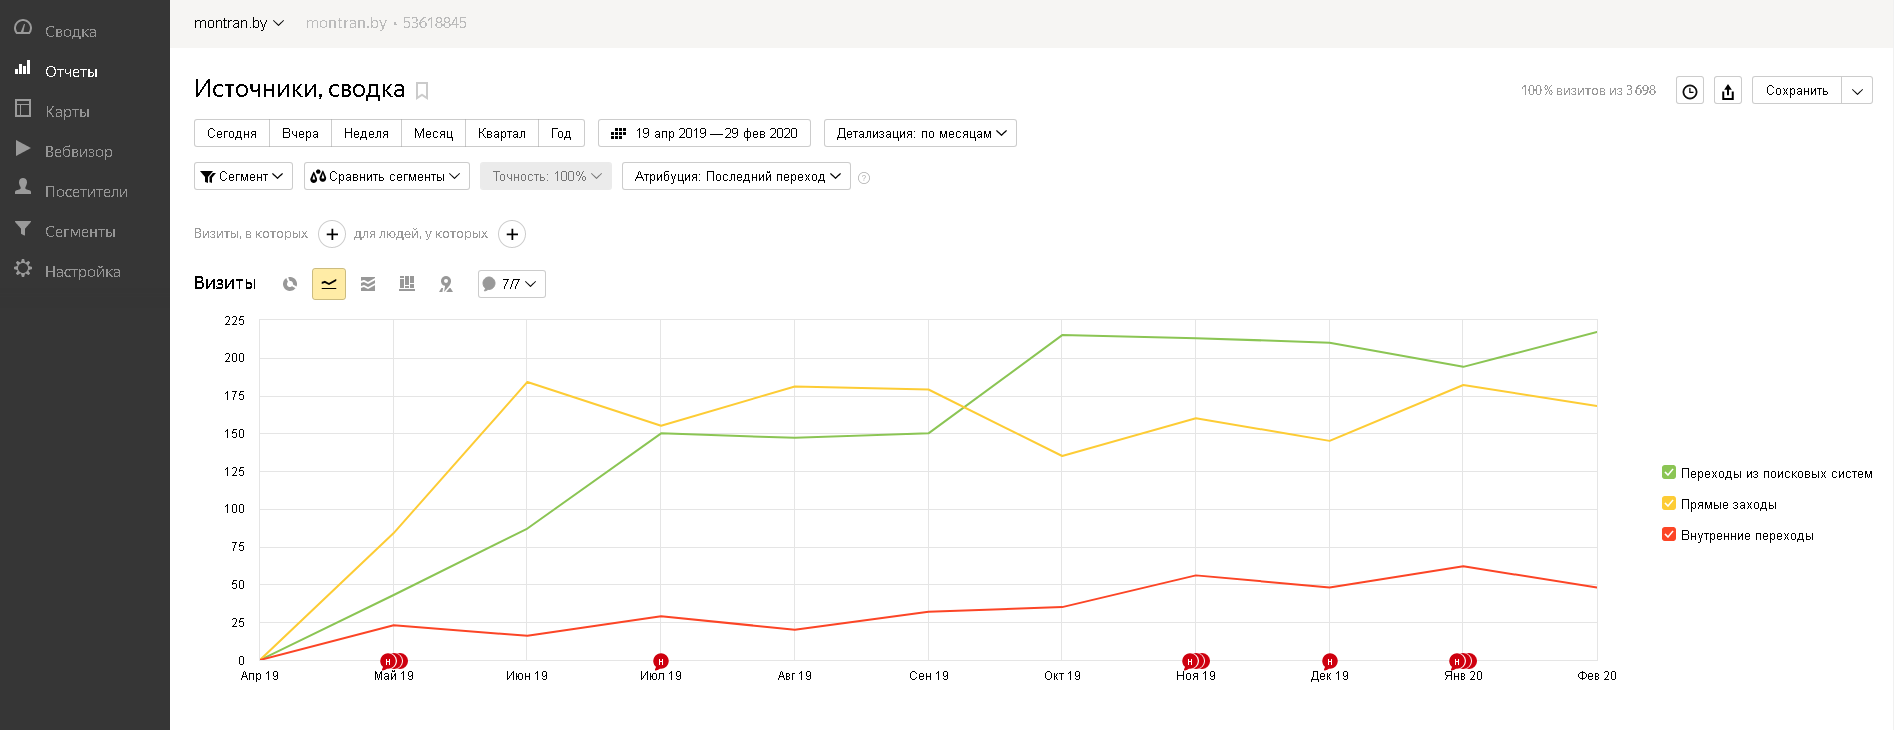 montran.by montran.by • 53618845
Сводка
Отчеты
Карты
Вебвизор
Посетители
Сегменты
Настройка
Источники, сводка
100 % визитов из 3 698 Сохранить
Сегодня Вчера Неделя Месяц Квартал Год 19 апр 2019 — 29 фев 2020 Детализация: по месяцам
Сегмент Сравнить сегменты Точность: 100% Атрибуция: Последний переход ?
Визиты, в которых + для людей, у которых +
Визиты 7/7
225
200
175
150
125
100
75
50
25
0
Н Н Н Н Н
Апр 19 Май 19 Июн 19 Июл 19 Авг 19 Сен 19 Окт 19 Ноя 19 Дек 19 Янв 20 Фев 20
Переходы из поисковых систем
Прямые заходы
Внутренние переходы